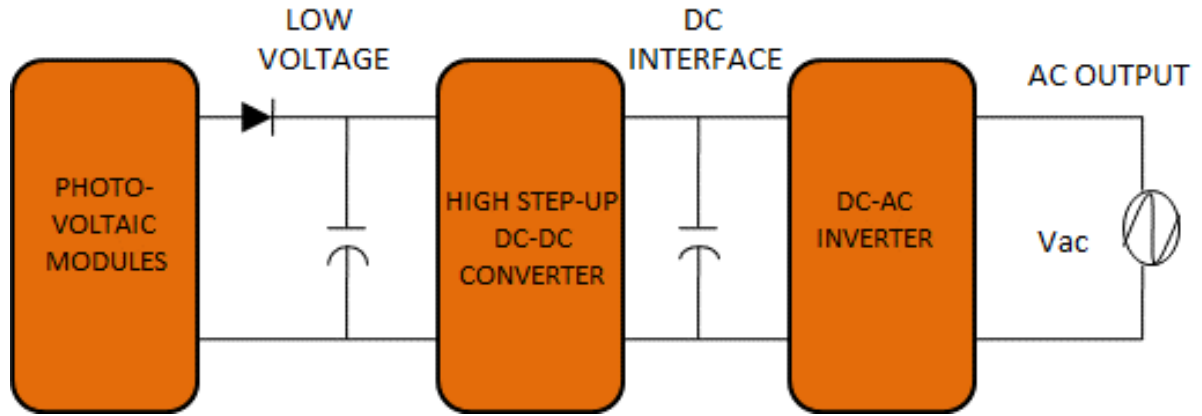 LOW
VOLTAGE
DC
INTERFACE
AC OUTPUT
PHOTO-
VOLTAIC
MODULES
HIGH STEP-UP
DC-DC
CONVERTER
DC-AC
INVERTER
Vac